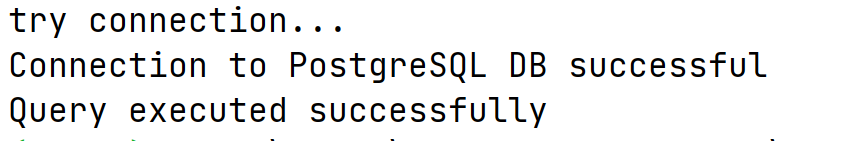 try connection...
Connection to PostgreSQL DB successful
Query executed successfully